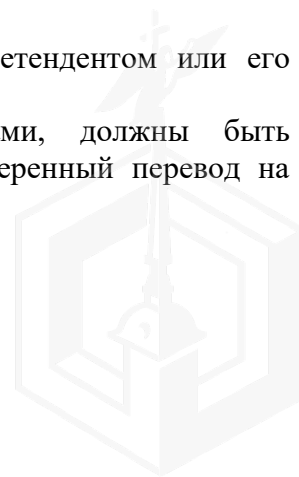 етендентом или его
ми, должны быть
еренный перевод на